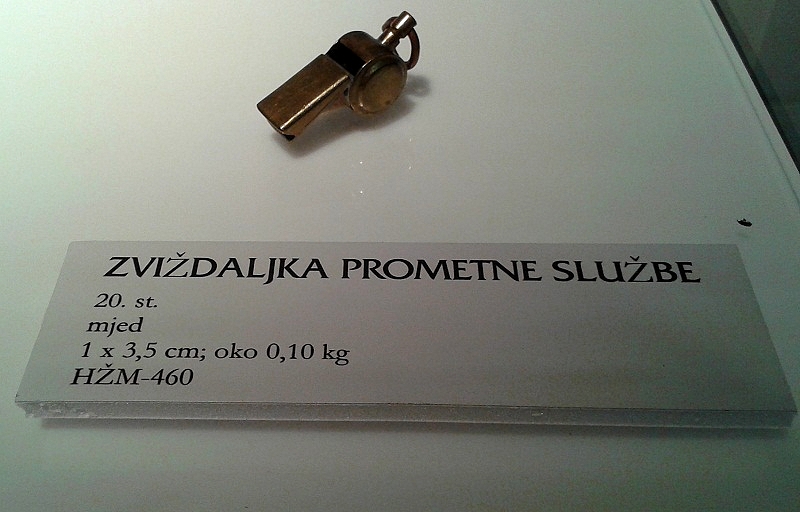 ZVIŽDALJKA PROMETNE SLUŽBE
20. st.
mjed
1 x 3,5 cm; oko 0,10 kg
HŽM-460